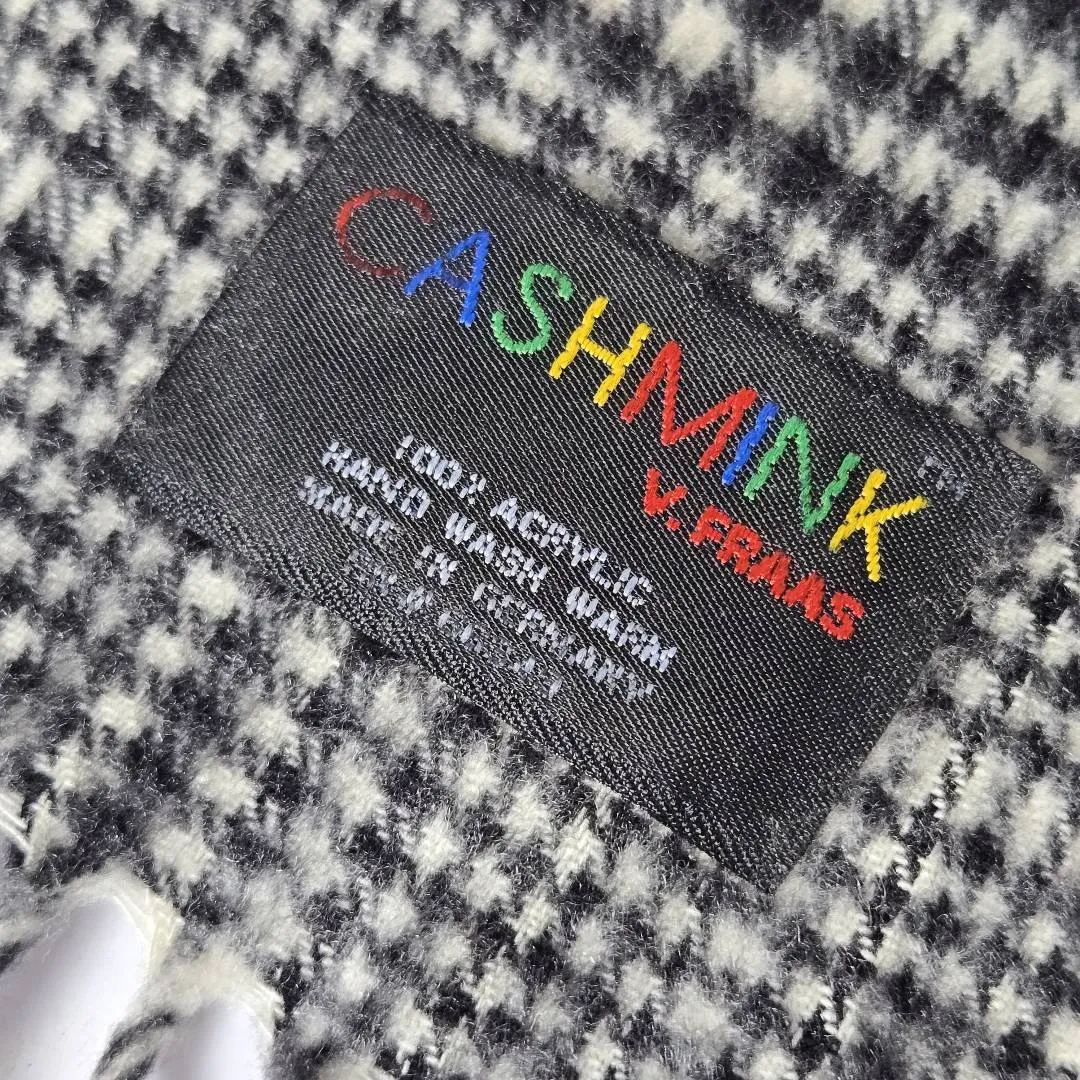 CASHMINK
V. FRAAS
100% ACRYLIC
HAND WASH WARM
MADE IN GERMANY